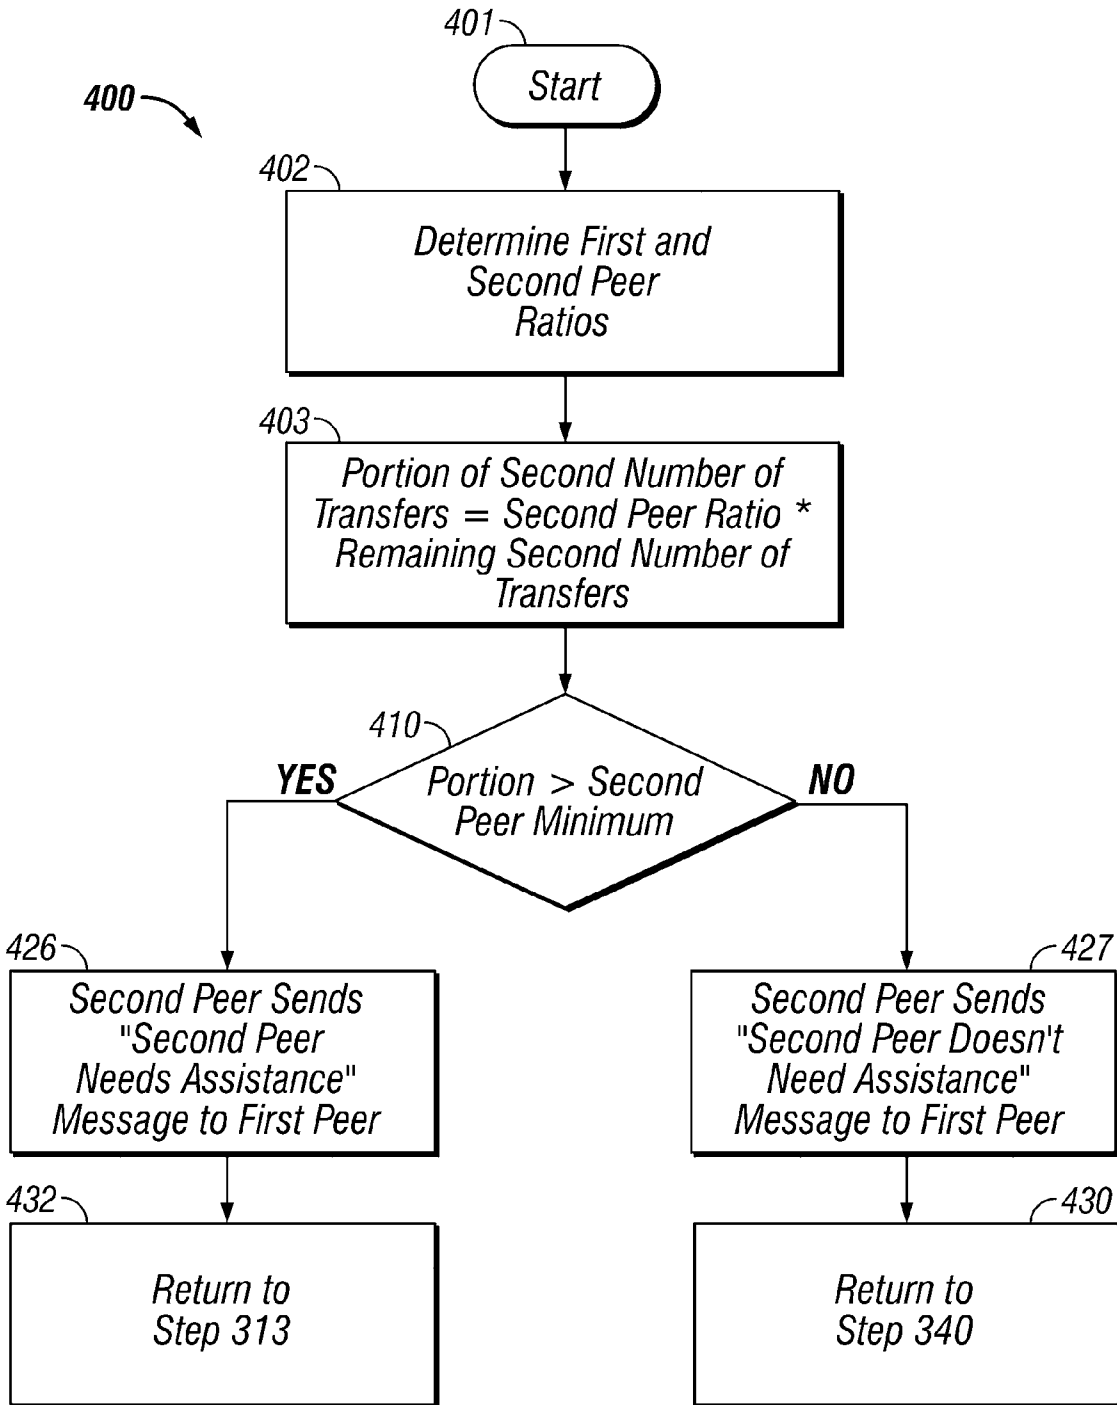 401
Start
400
402
Determine First and
Second Peer
Ratios
403
Portion of Second Number of
Transfers = Second Peer Ratio *
Remaining Second Number of
Transfers
410
YES
Portion > Second
Peer Minimum
NO
426
Second Peer Sends
"Second Peer
Needs Assistance"
Message to First Peer
427
Second Peer Sends
"Second Peer Doesn't
Need Assistance"
Message to First Peer
432
Return to
Step 313
430
Return to
Step 340